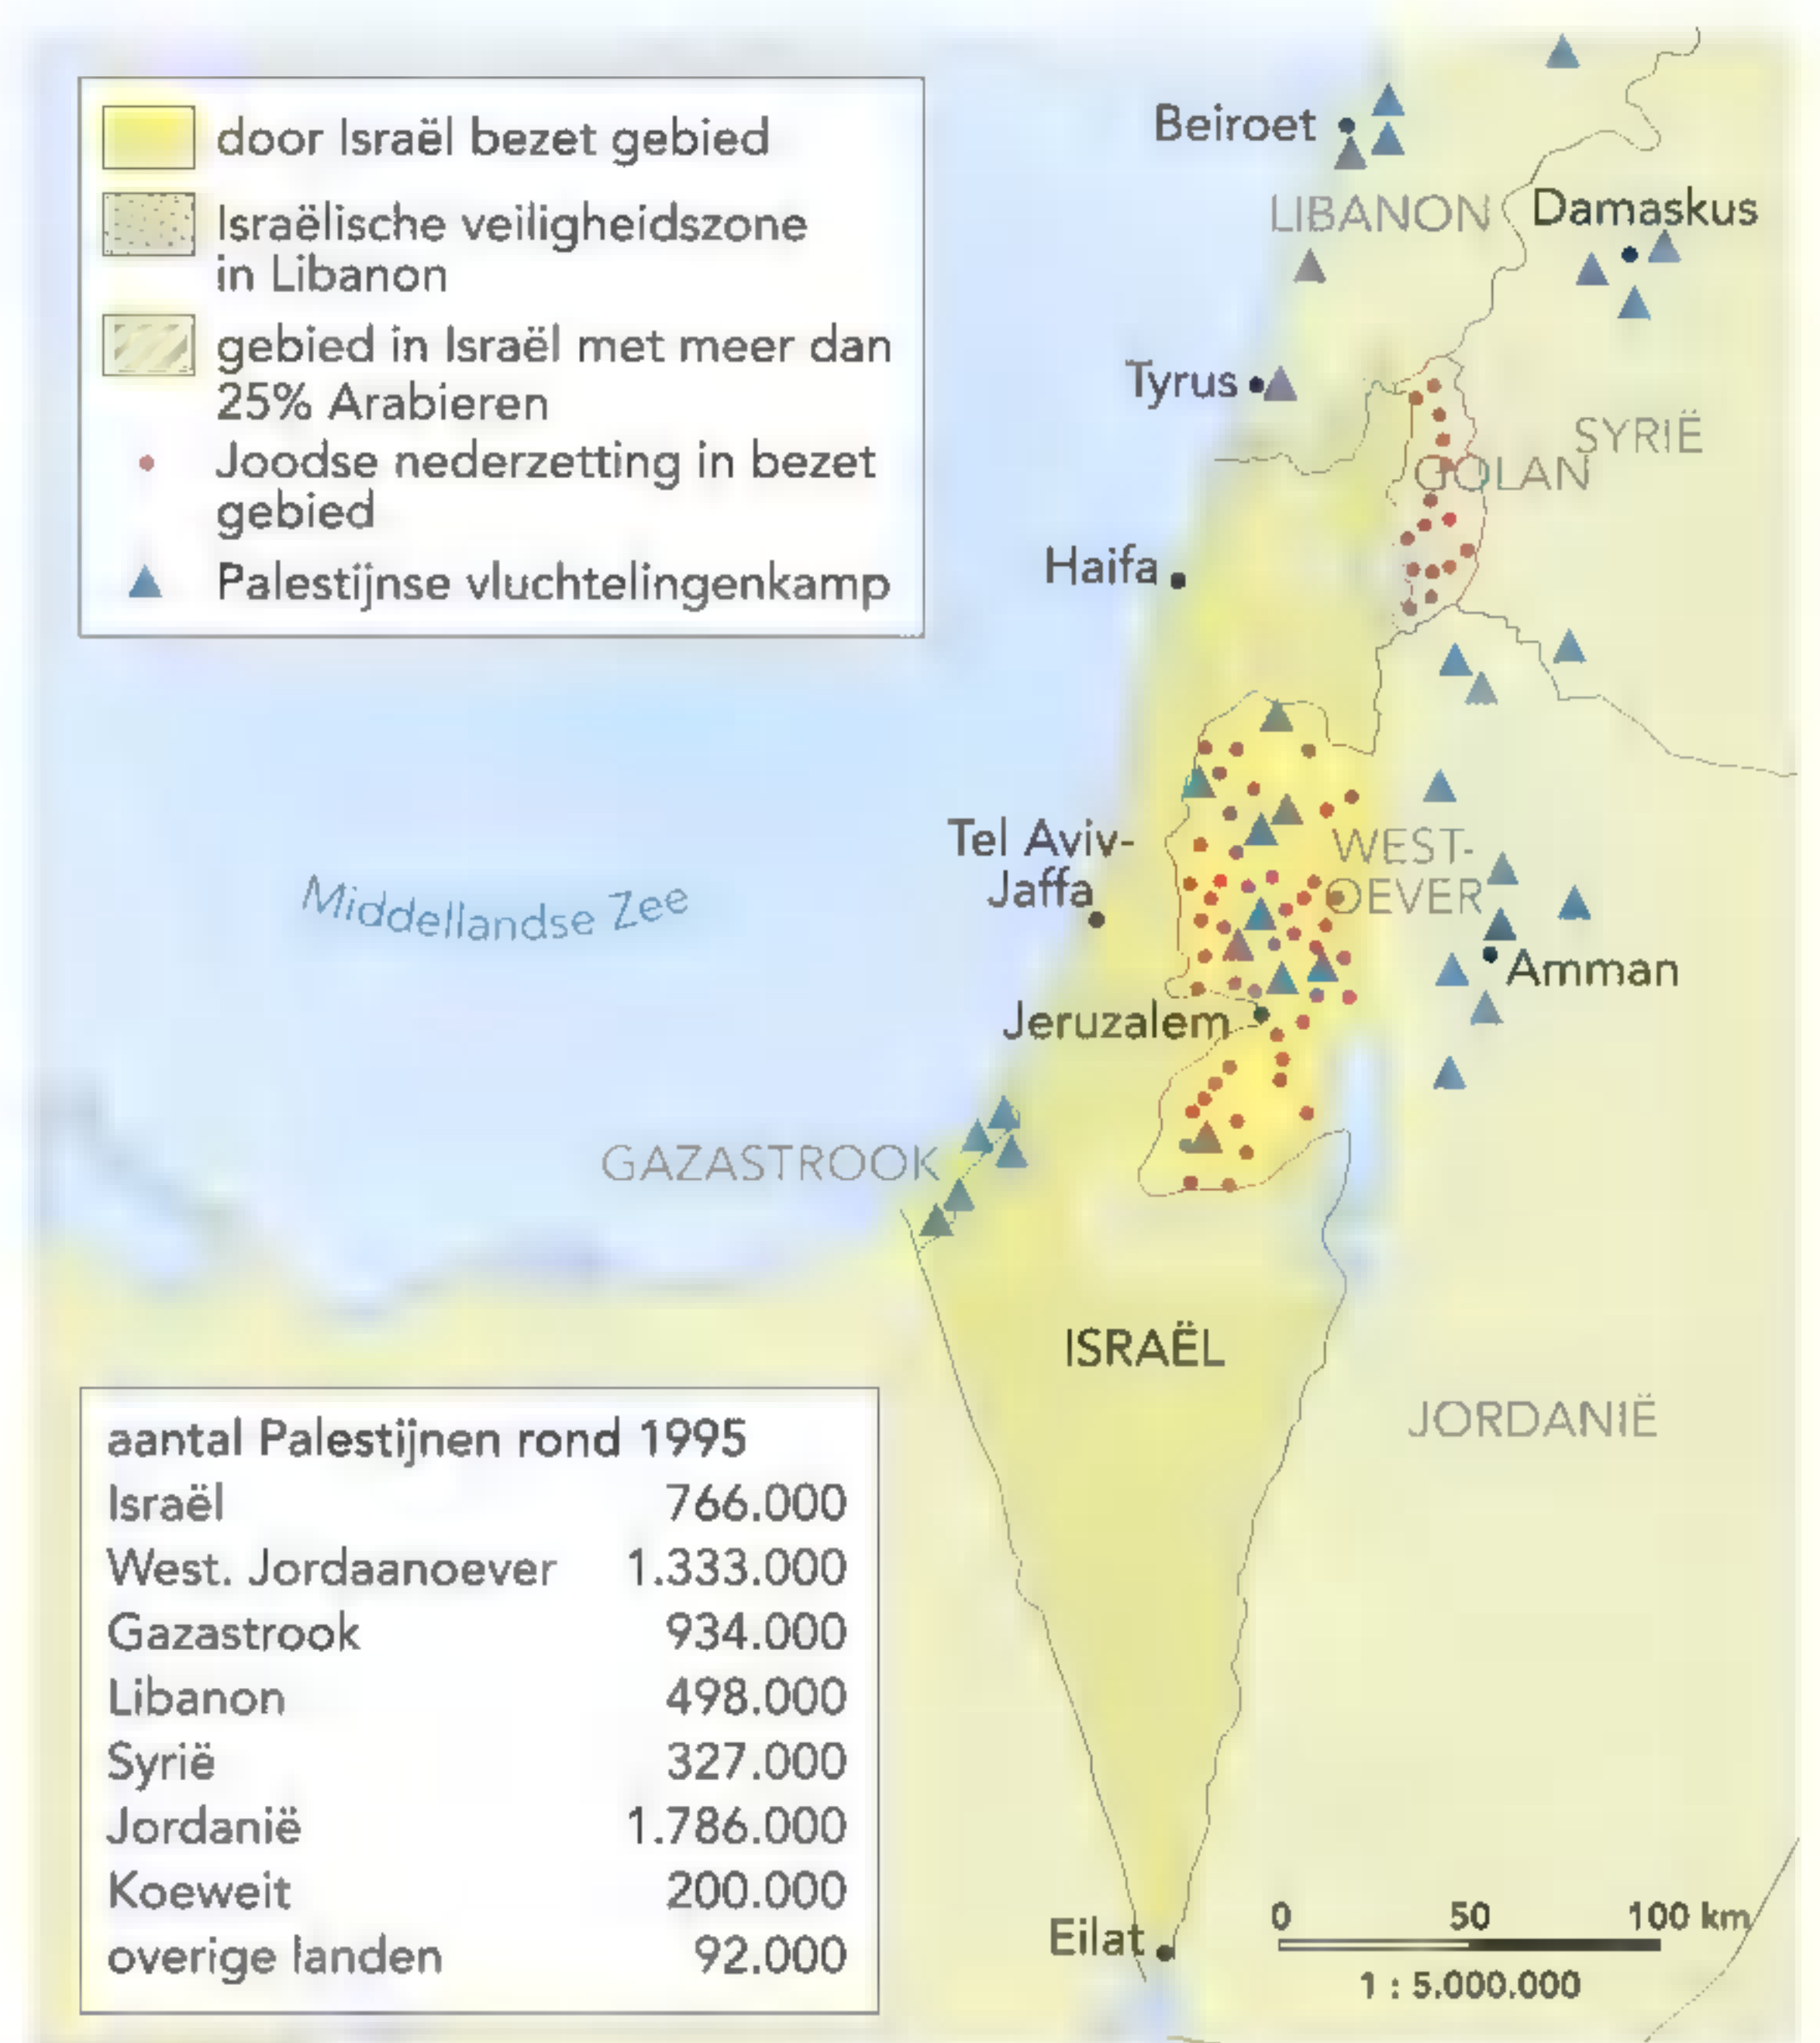 door Israël bezet gebied
Israëlische veiligheidszone
in Libanon
gebied in Israël met meer dan
25% Arabieren
Joodse nederzetting in bezet
gebied
Palestijnse vluchtelingenkamp
Beiroet
LIBANON
Damaskus
Tyrus
SYRIË
GOLAN
Haifa
Tel Aviv-
Jaffa
WEST-
OEVER
Middellandse Zee
Amman
Jeruzalem
GAZASTROOK
ISRAËL
JORDANIË
aantal Palestijnen rond 1995
Israël 766.000
West. Jordaanoever 1.333.000
Gazastrook 934.000
Libanon 498.000
Syrië 327.000
Jordanië 1.786.000
Koeweit 200.000
overige landen 92.000
Eilat
0 50 100 km
1 : 5.000.000